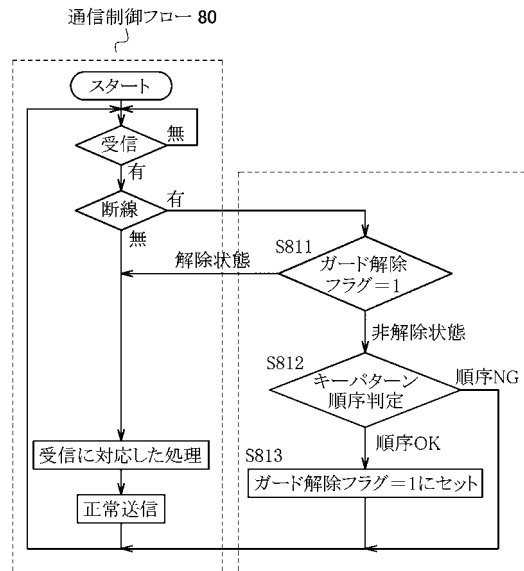 通信制御フロー 80
スタート
受信
無
有
断線
有
無
S811
ガード解除
フラグ=1
解除状態
非解除状態
S812
キーパターン
順序判定
順序NG
順序OK
S813
ガード解除フラグ=1にセット
受信に対応した処理
正常送信